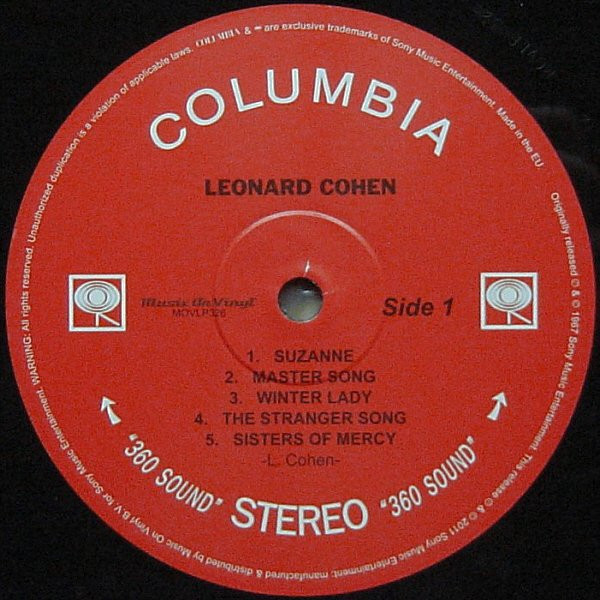 COLUMBIA
LEONARD COHEN
Music On Vinyl
MOVLP326
Side 1
1. SUZANNE
2. MASTER SONG
3. WINTER LADY
4. THE STRANGER SONG
5. SISTERS OF MERCY
-L. Cohen-
"360 SOUND" STEREO "360 SOUND"
Originally released ℗ & © 1967 Sony Music Entertainment. This release ℗ & © 2011 Sony Music Entertainment: manufactured & distributed by Music On Vinyl B.V. for Sony Music Entertainment. WARNING: All rights reserved. Unauthorized duplication is a violation of applicable laws. COLUMBIA & are exclusive trademarks of Sony Music Entertainment. Made in the EU.